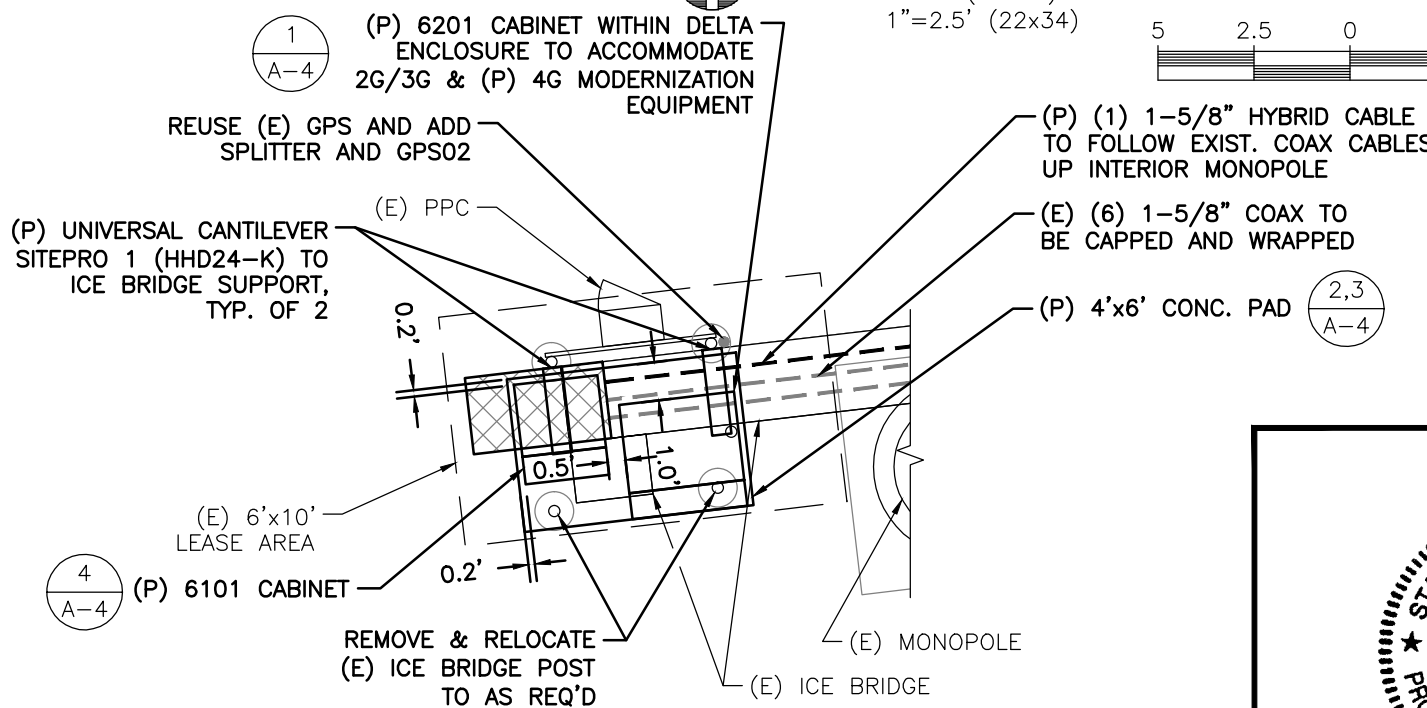 1
A-4
(P) 6201 CABINET WITHIN DELTA
ENCLOSURE TO ACCOMMODATE
2G/3G & (P) 4G MODERNIZATION
EQUIPMENT
1"=2.5' (22x34)
5 2.5 0
REUSE (E) GPS AND ADD
SPLITTER AND GPS02
(P) (1) 1-5/8" HYBRID CABLE
TO FOLLOW EXIST. COAX CABLES
UP INTERIOR MONOPOLE
(E) PPC
(P) UNIVERSAL CANTILEVER
SITEPRO 1 (HHD24-K) TO
ICE BRIDGE SUPPORT,
TYP. OF 2
(E) (6) 1-5/8" COAX TO
BE CAPPED AND WRAPPED
(P) 4'x6' CONC. PAD
2,3
A-4
0.2'
0.5'
1.0'
(E) 6'x10'
LEASE AREA
0.2'
4
A-4
(P) 6101 CABINET
REMOVE & RELOCATE
(E) ICE BRIDGE POST
TO AS REQ'D
(E) MONOPOLE
(E) ICE BRIDGE